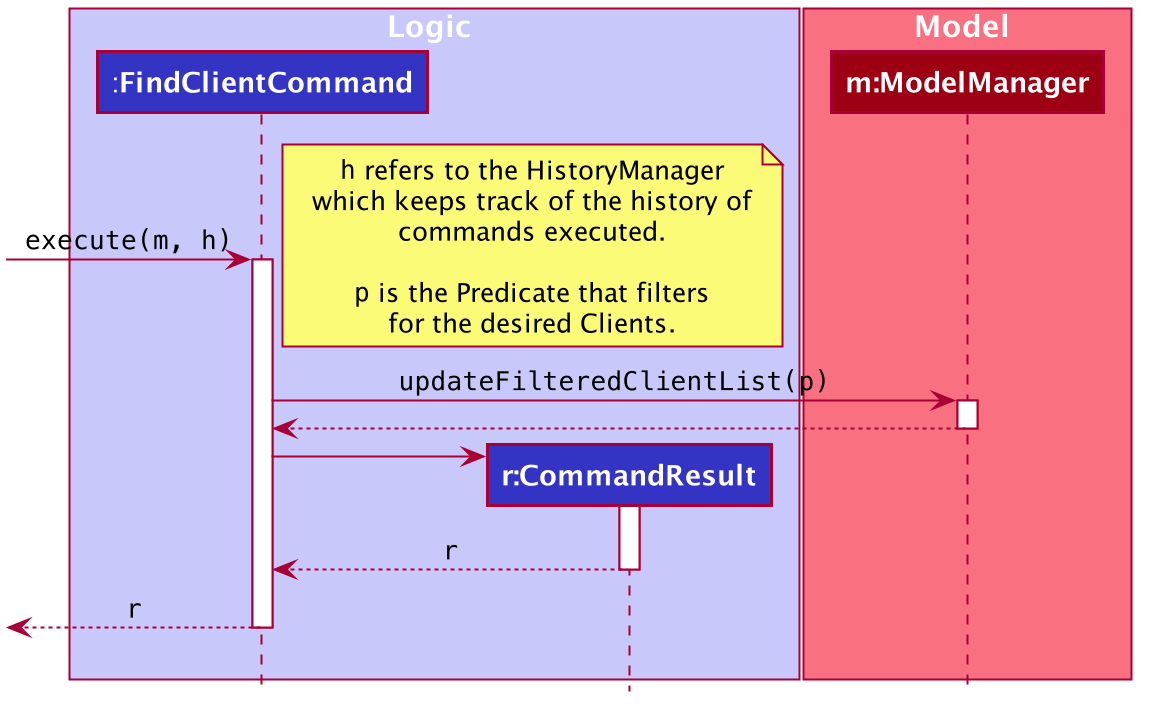 Logic
Model
:FindClientCommand
m:ModelManager
h refers to the HistoryManager
which keeps track of the history of
commands executed.
p is the Predicate that filters
for the desired Clients.
execute(m, h)
updateFilteredClientList(p)
r:CommandResult
r
r